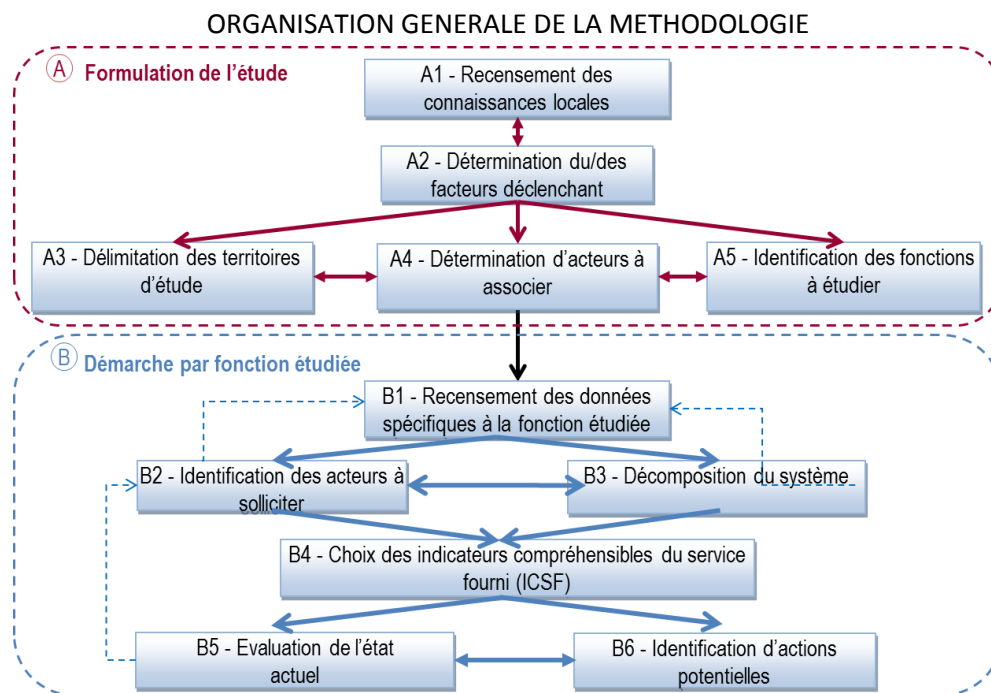 ORGANISATION GENERALE DE LA METHODOLOGIE
A Formulation de l'étude
A1 - Recensement des
connaissances locales
A2 - Détermination du/des
facteurs déclenchant
A3 - Délimitation des territoires
d'étude
A4 - Détermination d'acteurs à
associer
A5 - Identification des fonctions
à étudier
B Démarche par fonction étudiée
B1 - Recensement des données
spécifiques à la fonction étudiée
B2 - Identification des acteurs à
solliciter
B3 - Décomposition du système
B4 - Choix des indicateurs compréhensibles du service
fourni (ICSF)
B5 - Evaluation de l'état
actuel
B6 - Identification d'actions
potentielles